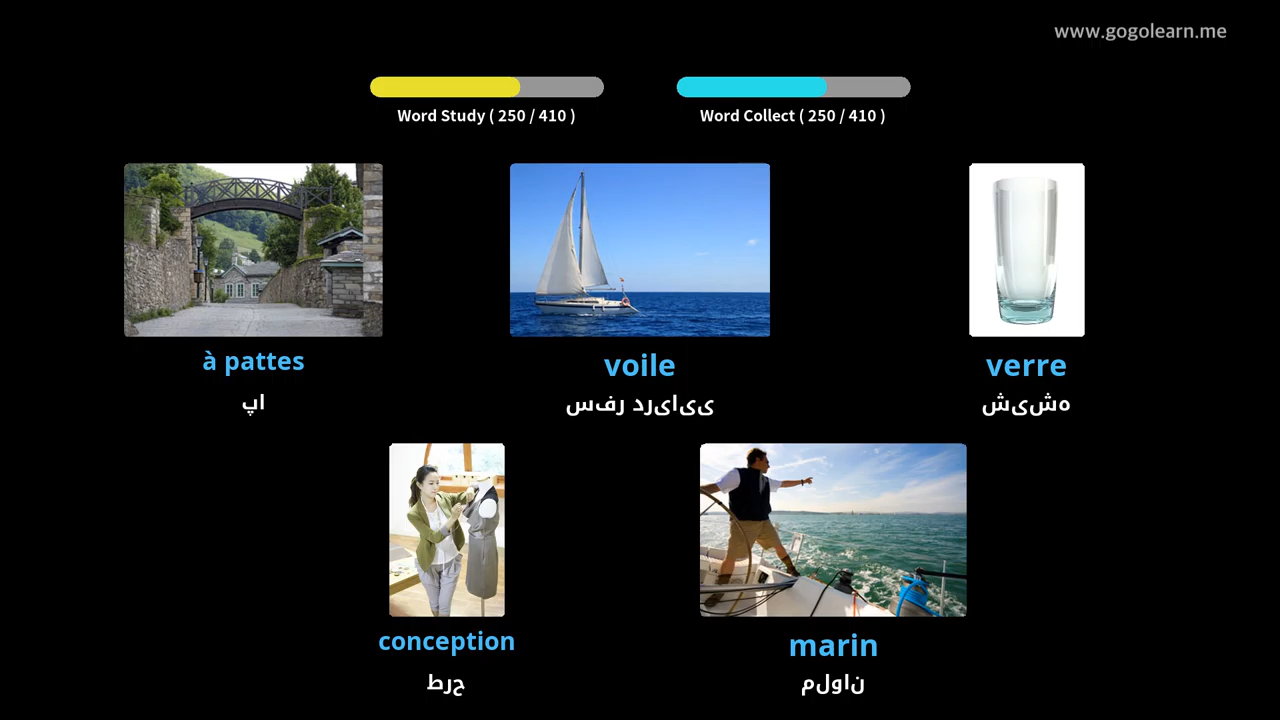 www.gogolearn.me
Word Study ( 250 / 410 )
Word Collect ( 250 / 410 )
à pattes
voile
verre
اپ
ییایرد رفس
هشیش
conception
marin
حرط
ناولم